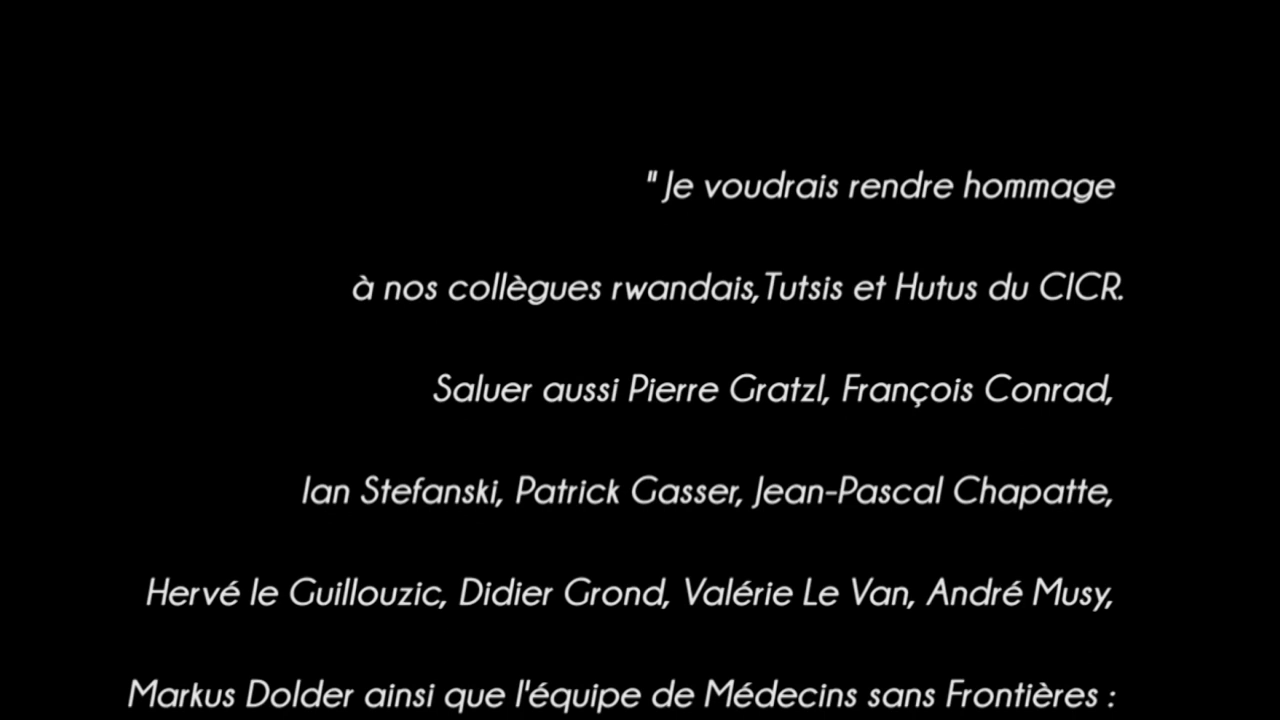 " Je voudrais rendre hommage
à nos collègues rwandais,Tutsis et Hutus du CICR.
Saluer aussi Pierre Gratzl, François Conrad,
Ian Stefanski, Patrick Gasser, Jean-Pascal Chapatte,
Hervé le Guillouzic, Didier Grond, Valérie Le Van, André Musy,
Markus Dolder ainsi que l'équipe de Médecins sans Frontières :